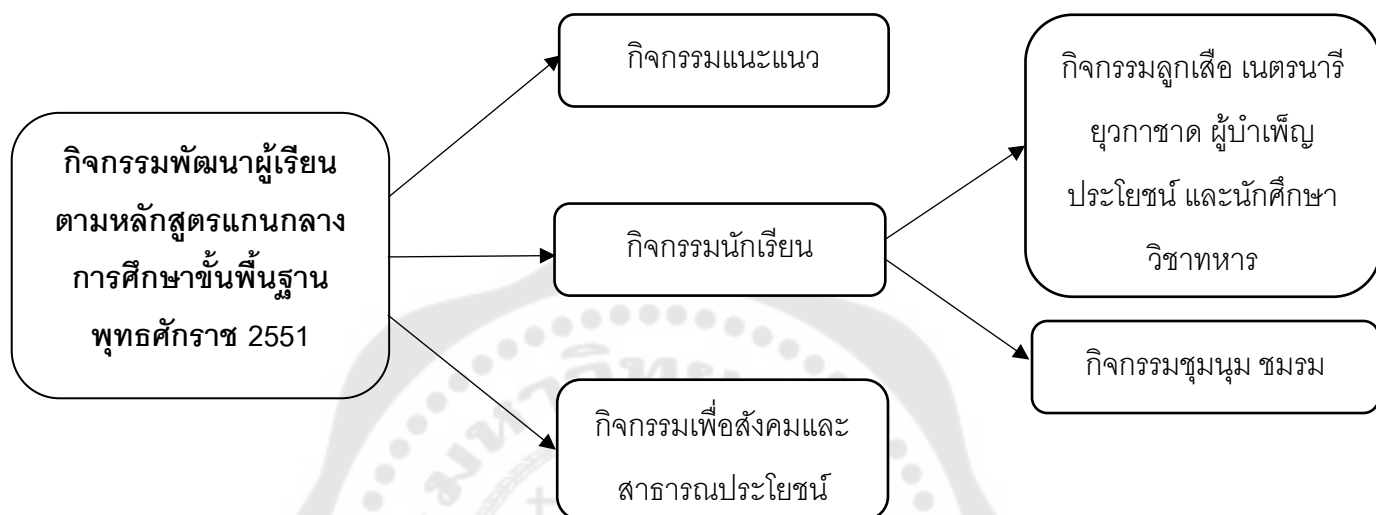 กิจกรรมพัฒนาผู้เรียน
ตามหลักสูตรแกนกลาง
การศึกษาขั้นพื้นฐาน
พุทธศักราช 2551
กิจกรรมแนะแนว
กิจกรรมนักเรียน
กิจกรรมเพื่อสังคมและ
สาธารณประโยชน์
กิจกรรมลูกเสือ เนตรนารี
ยุวกาชาด ผู้บำเพ็ญ
ประโยชน์ และนักศึกษา
วิชาทหาร
กิจกรรมชุมนุม ชมรม